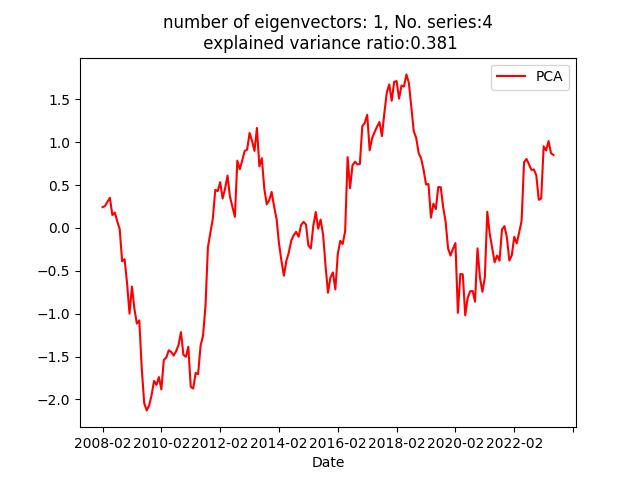 number of eigenvectors: 1, No. series:4
explained variance ratio:0.381
PCA
1.5
1.0
0.5
0.0
−0.5
−1.0
−1.5
−2.0
2008-02 2010-02 2012-02 2014-02 2016-02 2018-02 2020-02 2022-02
Date